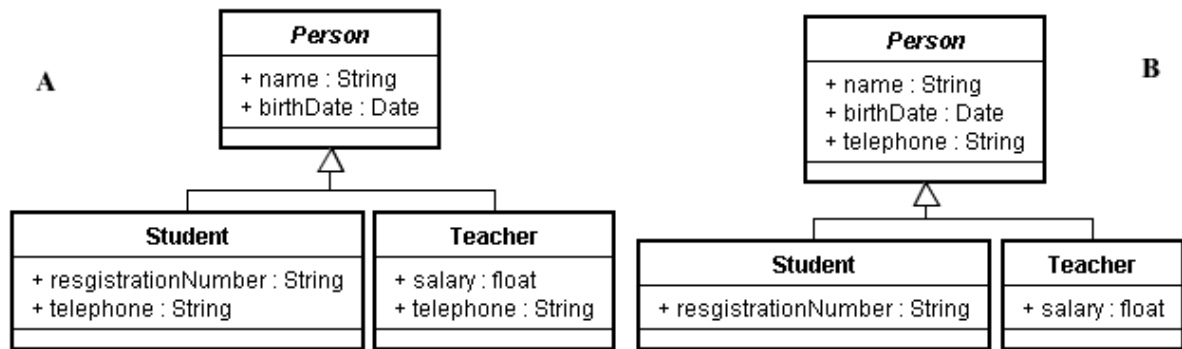 A
Person
+ name : String
+ birthDate : Date
Student
+ resgistrationNumber : String
+ telephone : String
Teacher
+ salary : float
+ telephone : String
B
Person
+ name : String
+ birthDate : Date
+ telephone : String
Student
+ resgistrationNumber : String
Teacher
+ salary : float